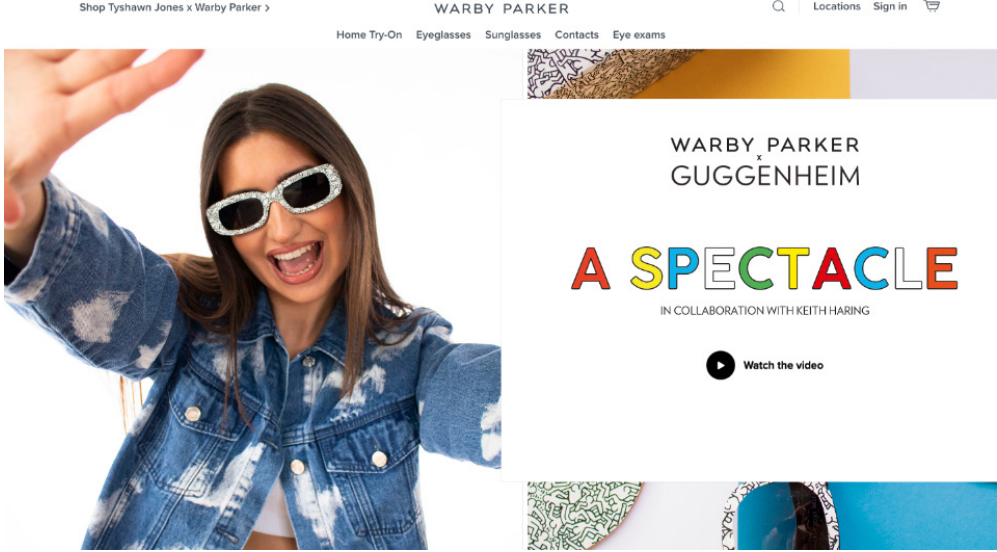 Shop Tyshawn Jones x Warby Parker >
WARBY PARKER
Locations Sign in
Home Try-On Eyeglasses Sunglasses Contacts Eye exams
WARBY PARKER
x
GUGGENHEIM
A SPECTACLE
IN COLLABORATION WITH KEITH HARING
Watch the video